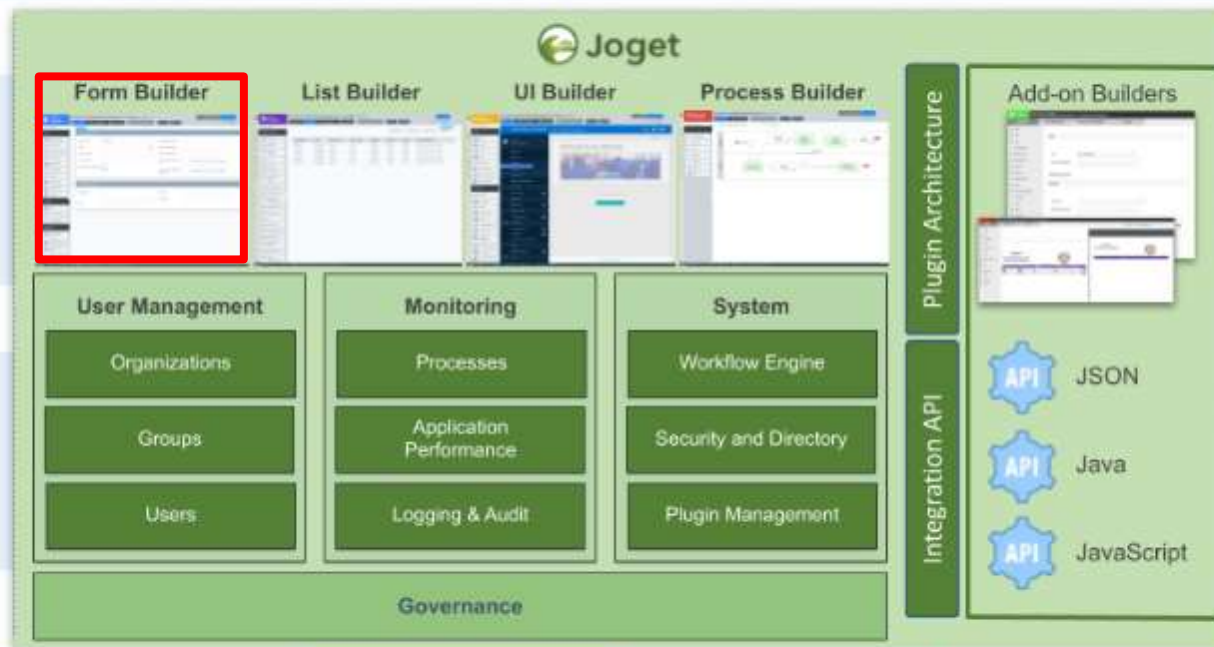 Joget
Form Builder
List Builder
UI Builder
Process Builder
User Management
Organizations
Groups
Users
Monitoring
Processes
Application
Performance
Logging & Audit
System
Workflow Engine
Security and Directory
Plugin Management
Governance
Plugin Architecture
Integration API
Add-on Builders
API
JSON
API
Java
API
JavaScript